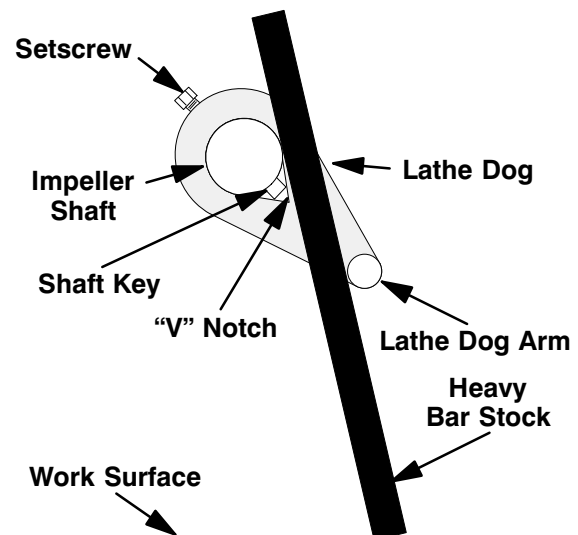 Setscrew
Impeller
Shaft
Lathe Dog
Shaft Key
“V” Notch
Lathe Dog Arm
Heavy
Bar Stock
Work Surface